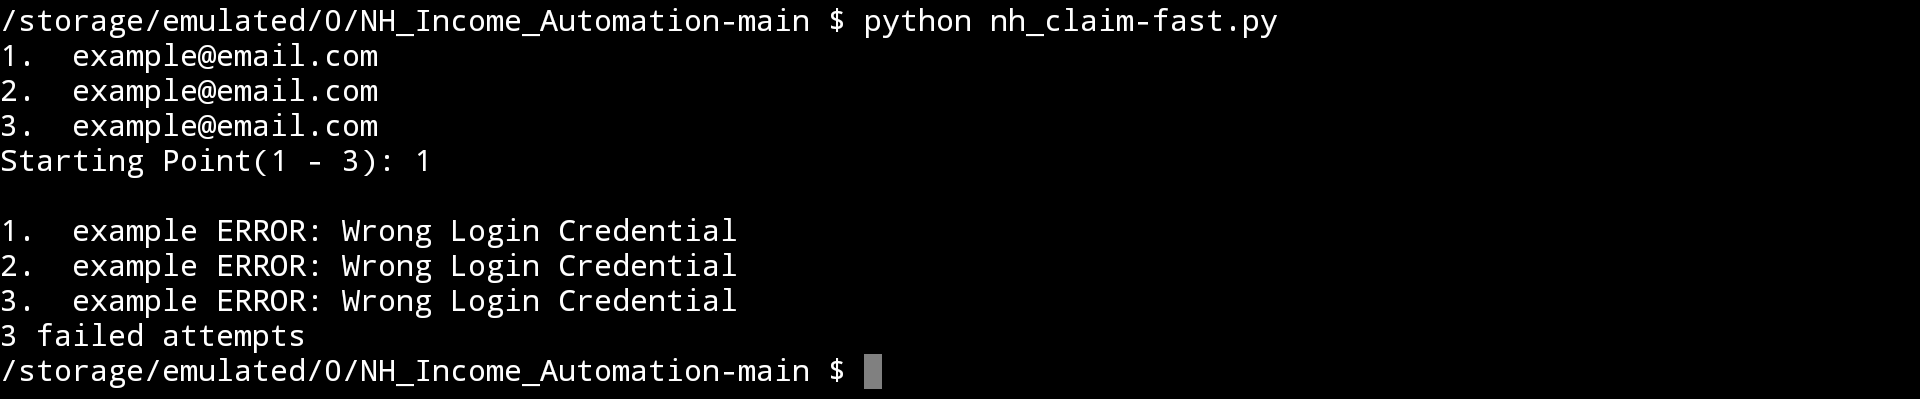 /storage/emulated/0/NH_Income_Automation-main $ python nh_claim-fast.py
1.  example@email.com
2.  example@email.com
3.  example@email.com
Starting Point(1 - 3): 1
1.  example ERROR: Wrong Login Credential
2.  example ERROR: Wrong Login Credential
3.  example ERROR: Wrong Login Credential
3 failed attempts
/storage/emulated/0/NH_Income_Automation-main $